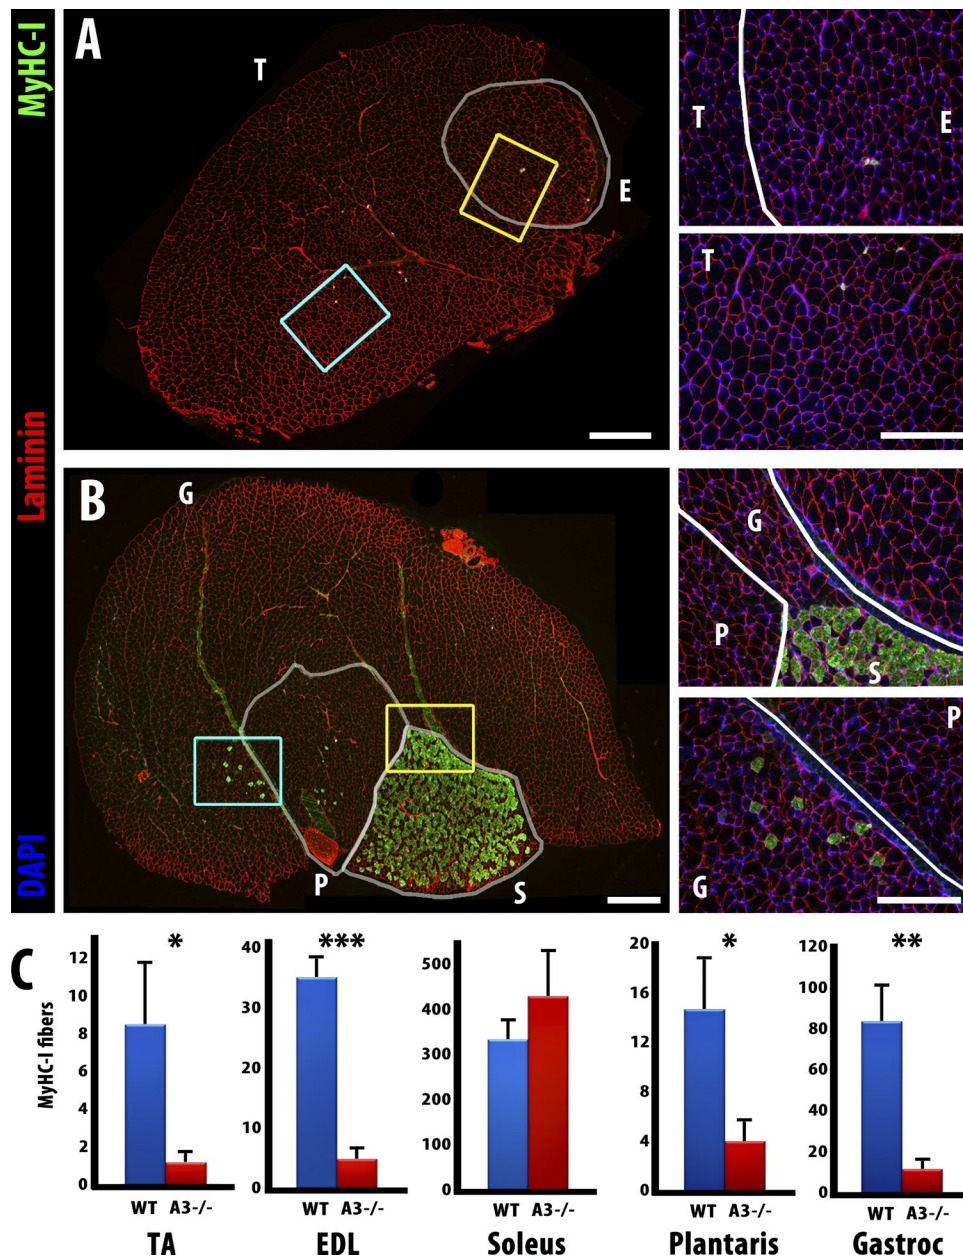 MyHC-I
Laminin
DAPI
A
T
E
T
E
T
B
G
P
S
G
P
S
P
G
C
MyHC-I fibers
*
12
10
8
6
4
2
0
WT A3-/-
TA
***
40
30
20
10
0
WT A3-/-
EDL
500
400
300
200
100
0
WT A3-/-
Soleus
*
20
16
12
8
4
0
WT A3-/-
Plantaris
**
120
100
80
60
40
20
0
WT A3-/-
Gastroc